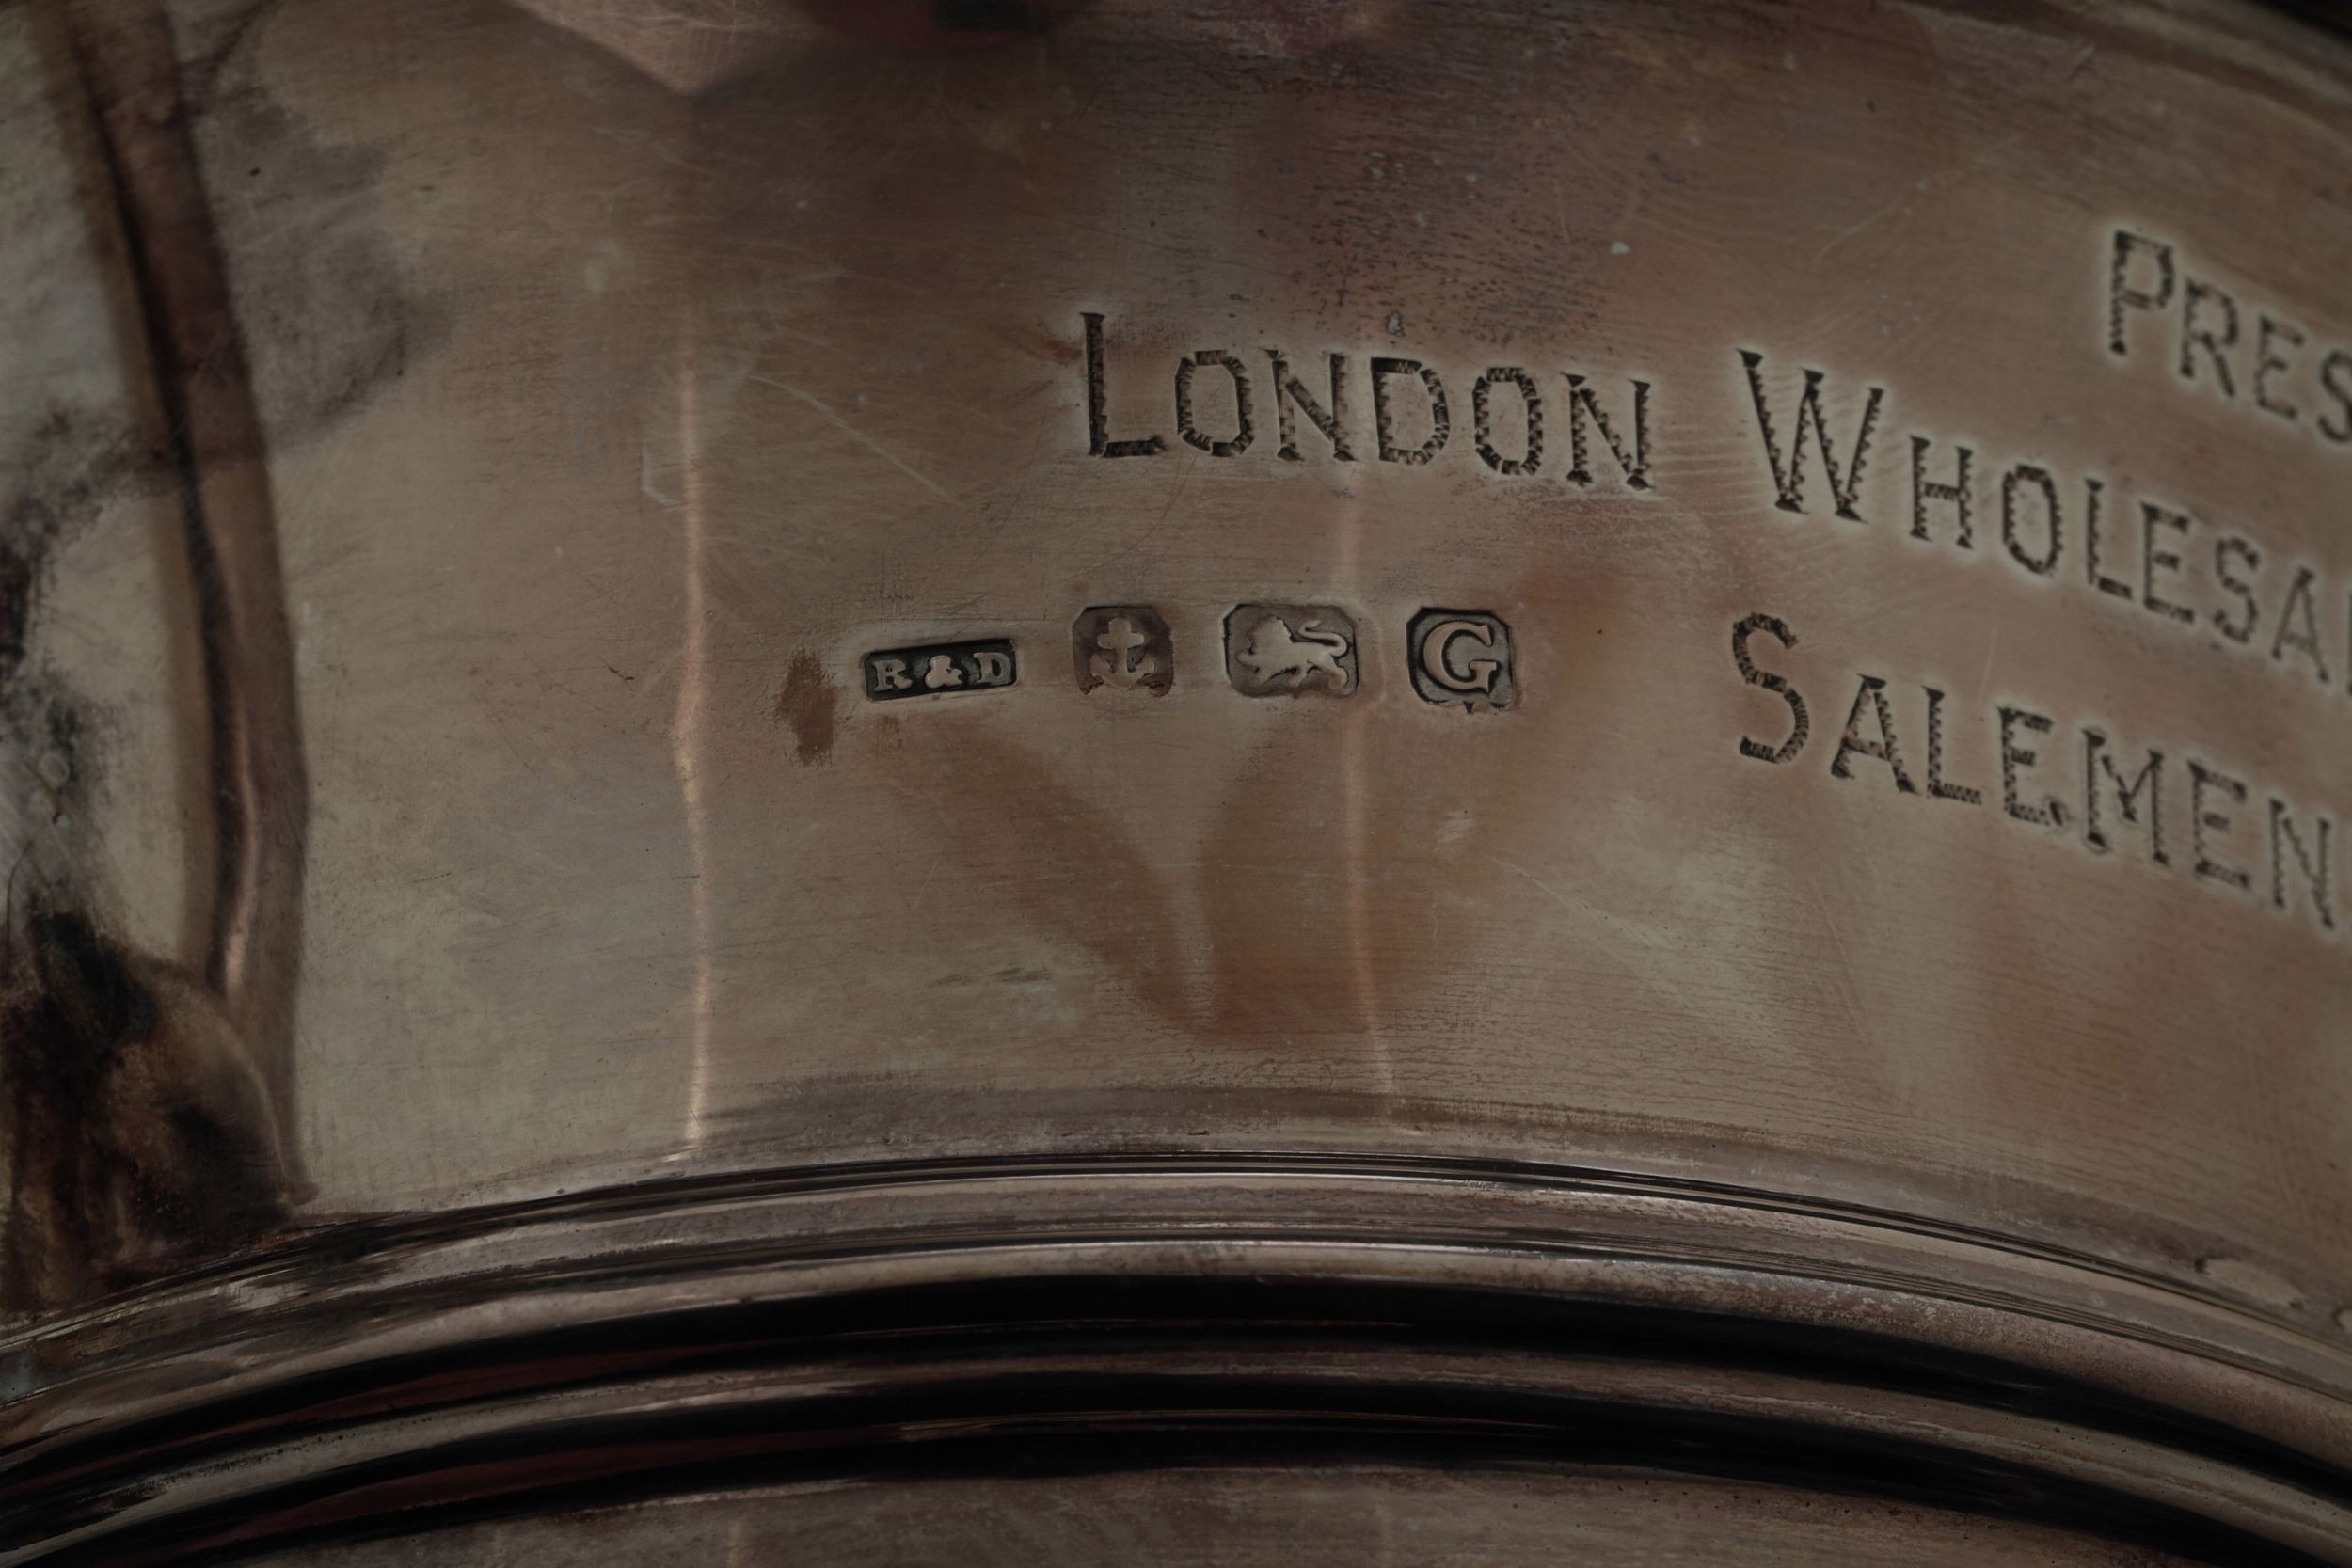 PRES
LONDON WHOLESA
SALEMEN
R & D G